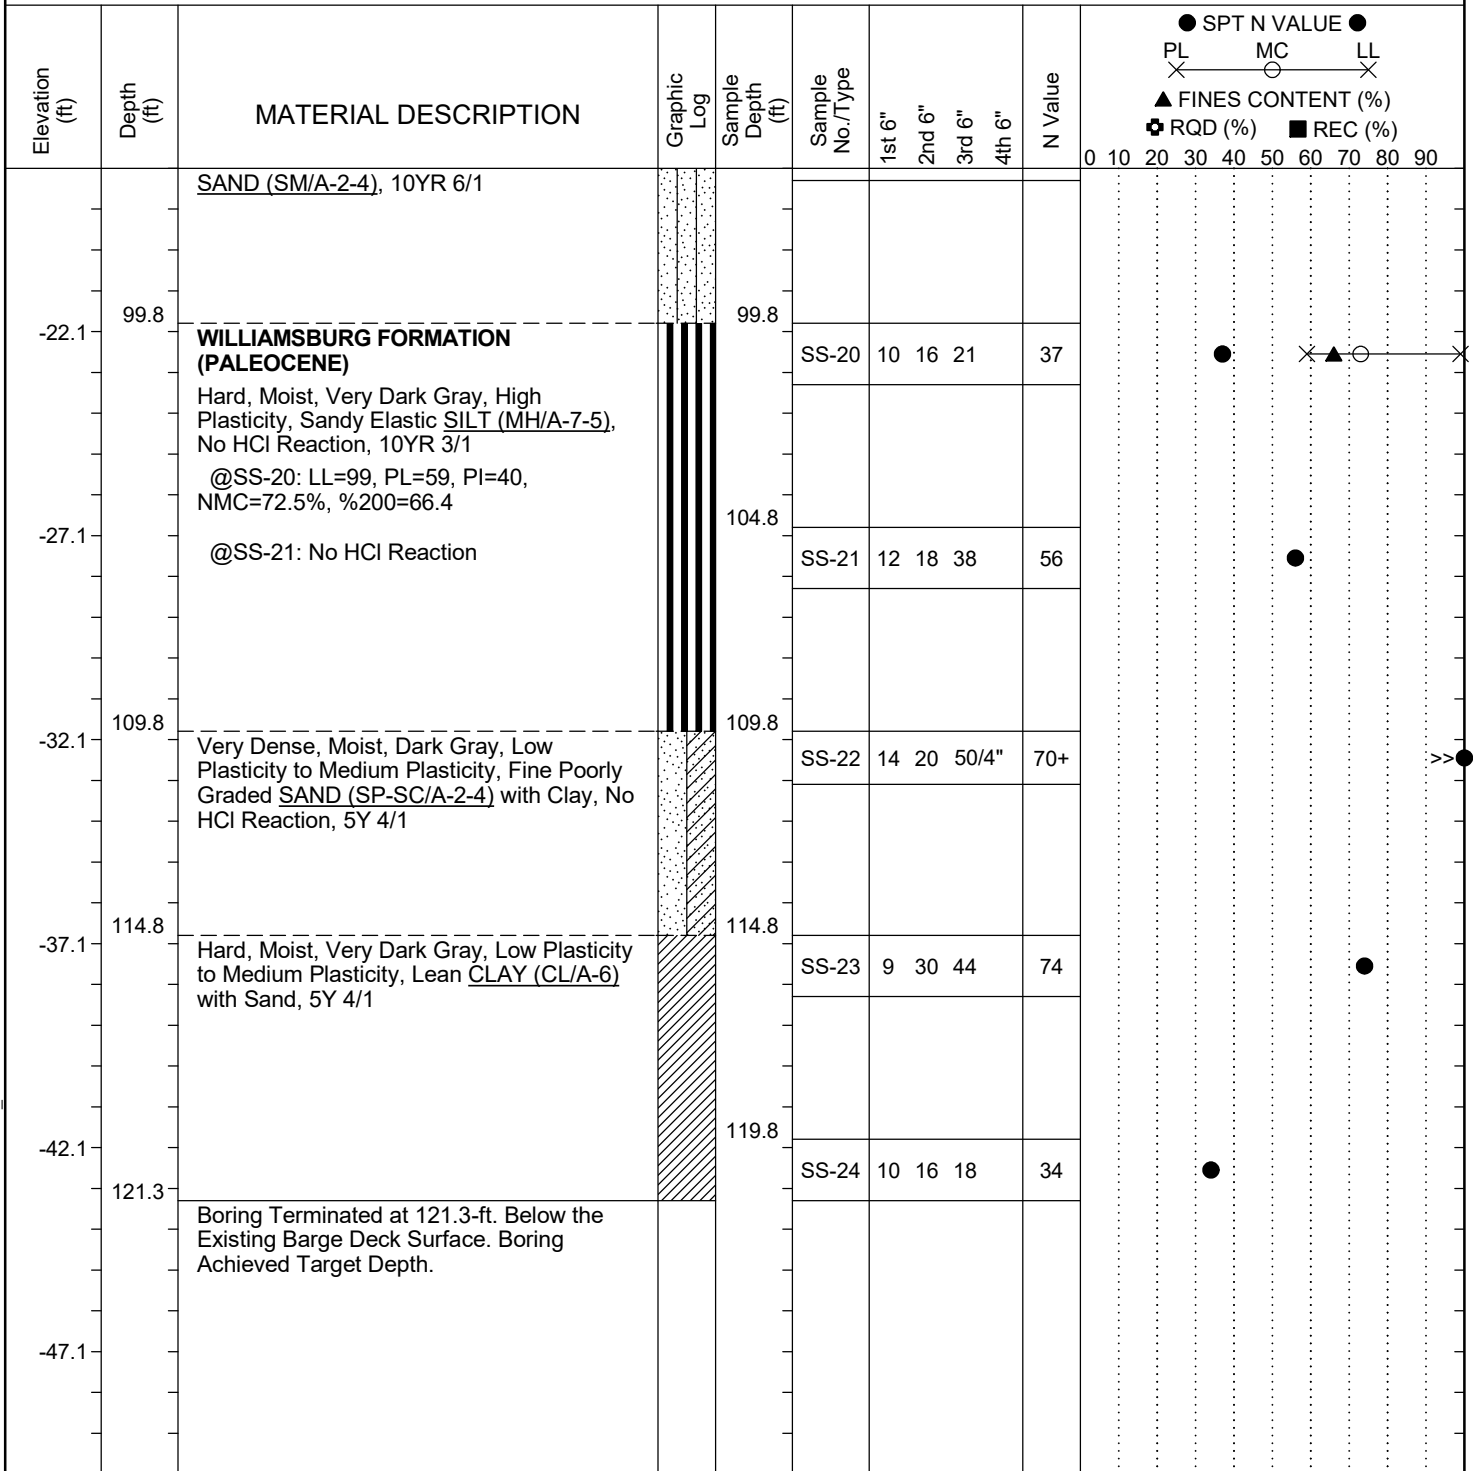 Elevation (ft)
Depth (ft)
MATERIAL DESCRIPTION
Graphic Log
Sample Depth (ft)
Sample No./Type
1st 6"
2nd 6"
3rd 6"
4th 6"
N Value
● SPT N VALUE ●
PL MC LL
▲ FINES CONTENT (%)
RQD (%) ■ REC (%)
0 10 20 30 40 50 60 70 80 90
SAND (SM/A-2-4), 10YR 6/1
99.8 99.8
-22.1
WILLIAMSBURG FORMATION
(PALEOCENE)
SS-20 10 16 21 37
Hard, Moist, Very Dark Gray, High
Plasticity, Sandy Elastic SILT (MH/A-7-5),
No HCl Reaction, 10YR 3/1
@SS-20: LL=99, PL=59, PI=40,
NMC=72.5%, %200=66.4
104.8
-27.1
@SS-21: No HCl Reaction
SS-21 12 18 38 56
109.8 109.8
-32.1
Very Dense, Moist, Dark Gray, Low
Plasticity to Medium Plasticity, Fine Poorly
Graded SAND (SP-SC/A-2-4) with Clay, No
HCl Reaction, 5Y 4/1
SS-22 14 20 50/4" 70+ >>
114.8 114.8
-37.1
Hard, Moist, Very Dark Gray, Low Plasticity
to Medium Plasticity, Lean CLAY (CL/A-6)
with Sand, 5Y 4/1
SS-23 9 30 44 74
119.8
-42.1
SS-24 10 16 18 34
121.3
Boring Terminated at 121.3-ft. Below the
Existing Barge Deck Surface. Boring
Achieved Target Depth.
-47.1